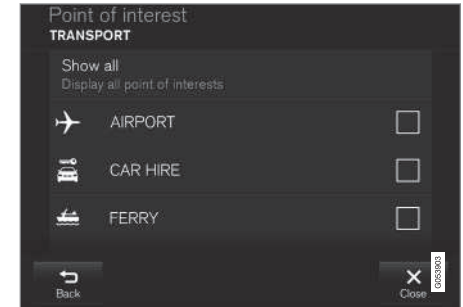 Point of interest
TRANSPORT
Show all
Display all point of interests
AIRPORT
CAR HIRE
FERRY
Back
Close
G053903